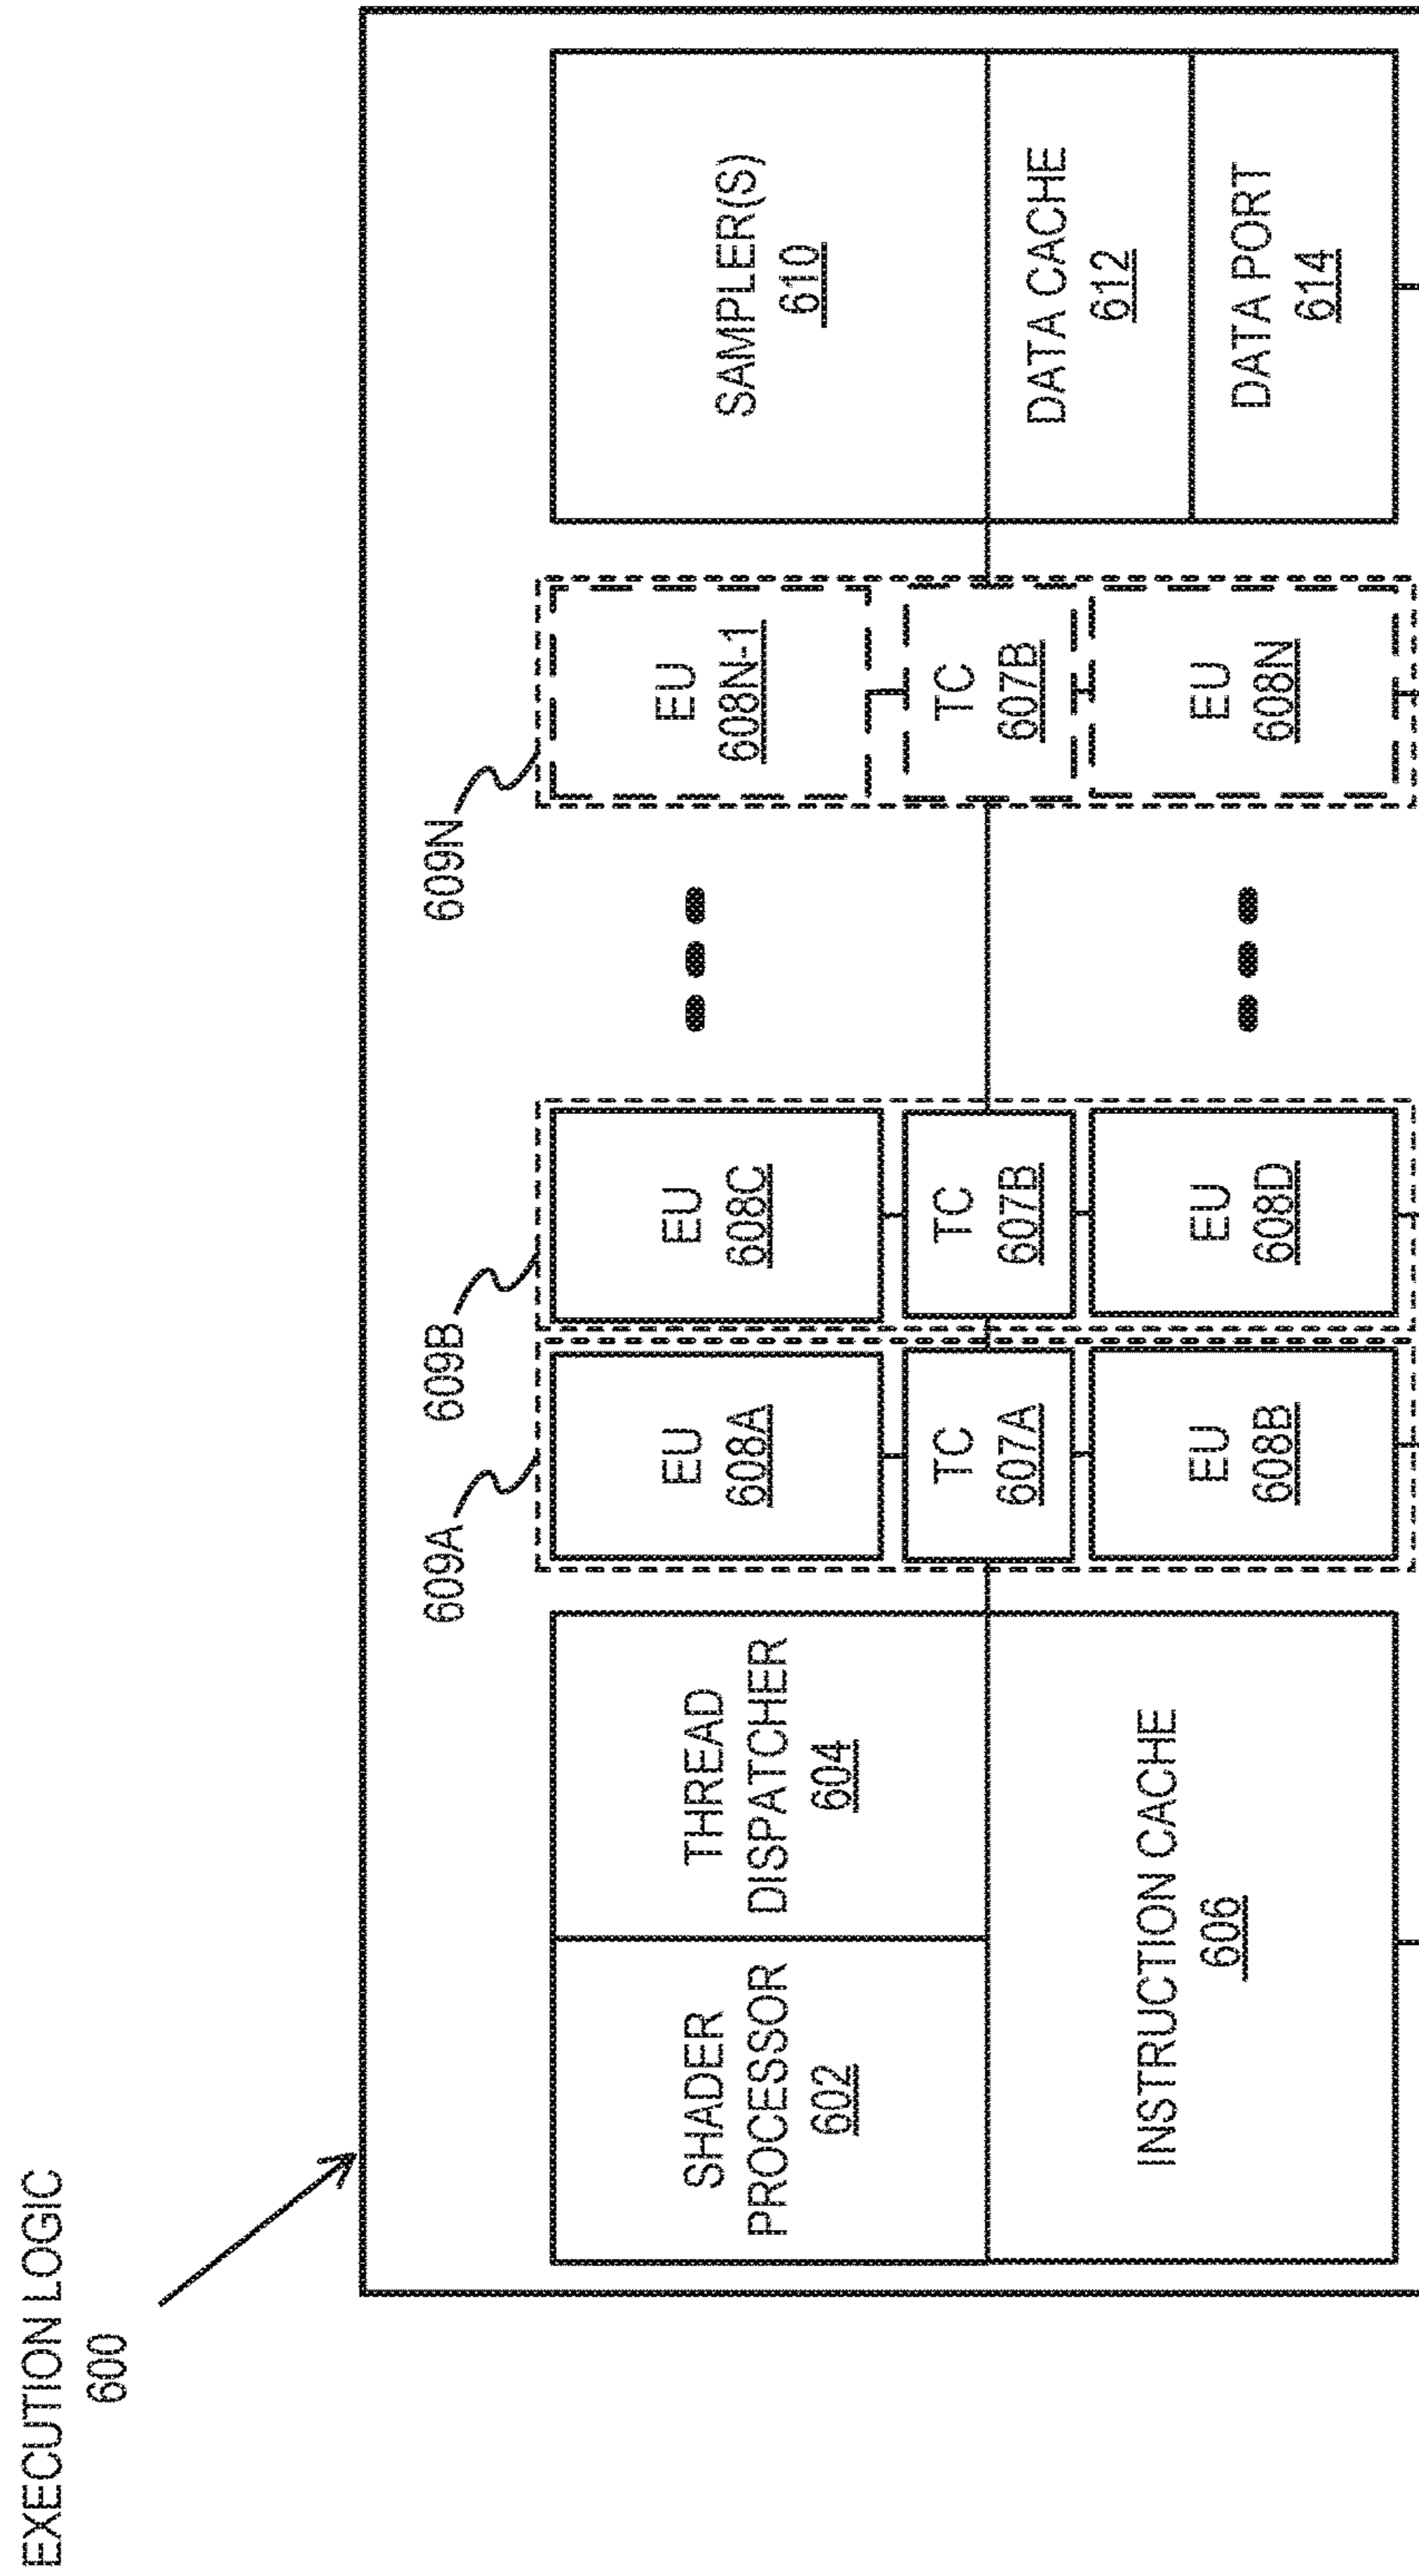 EXECUTION LOGIC
600
609A
609B
609N
SHADER
PROCESSOR
602
THREAD
DISPATCHER
604
INSTRUCTION CACHE
606
EU
608A
TC
607A
EU
608B
EU
608C
TC
607B
EU
608D
EU
608N-1
TC
607B
EU
608N
SAMPLER(S)
610
DATA CACHE
612
DATA PORT
614